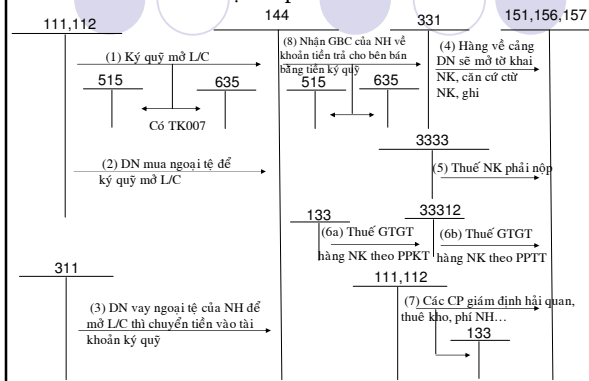 111,112
144
331
151,156,157
(1) Ký quỹ mở L/C
515
635
Có TK007
(2) DN mua ngoại tệ để
ký quỹ mở L/C
311
(3) DN vay ngoại tệ của NH để
mở L/C thì chuyển tiền vào tài
khoản ký quỹ
(8) Nhận GBC của NH về
khoản tiền trả cho bên bán
bằng tiền ký quỹ
515
635
(4) Hàng về cảng
DN sẽ mở tờ khai
NK, căn cứ ctừ
NK, ghi
3333
(5) Thuế NK phải nộp
133
33312
(6a) Thuế GTGT
hàng NK theo PPKT
(6b) Thuế GTGT
hàng NK theo PPTT
111,112
(7) Các CP giám định hải quan,
thuê kho, phí NH…
133